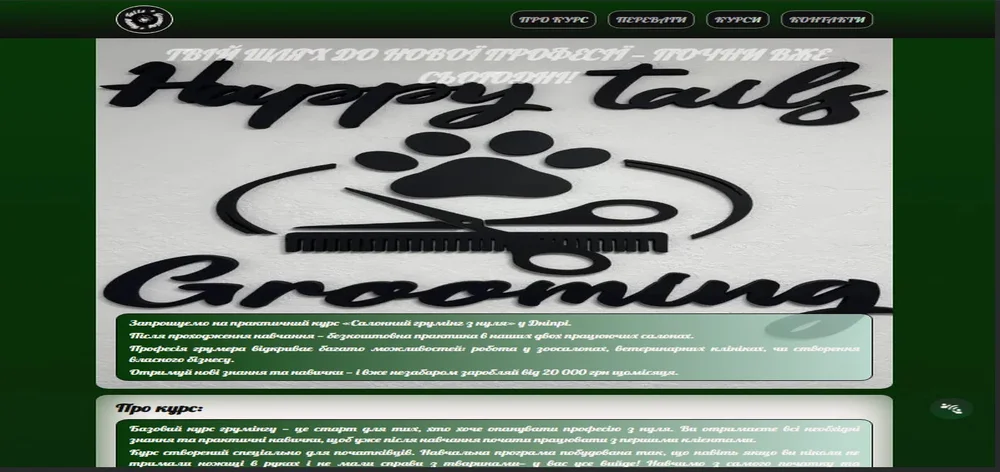 ПРО КУРС ПЕРЕВАГИ КУРСИ КОНТАКТИ
ТВІЙ ШЛЯХ ДО НОВОЇ ПРОФЕСІЇ – ПОЧНИ ВЖЕ
СЬОГОДНІ!
Happy tails
Grooming
Запрошуємо на практичний курс «Салонний грумінг з нуля» у Дніпрі.
Після проходження навчання – безкоштовна практика в наших двох працюючих салонах.
Професія грумера відкриває багато можливостей: робота у зоосалонах, ветеринарних клініках, чи створення
власного бізнесу.
Отримуй нові знання та навички – і вже незабаром заробляй від 20 000 грн щомісяця.
Про курс:
Базовий курс грумінгу – це старт для тих, хто хоче опанувати професію з нуля. Ви отримаєте всі необхідні
знання та практичні навички, щоб уже після навчання почати працювати з першими клієнтами.
Курс створений спеціально для початківців. Навчальна програма побудована так, що навіть якщо ви ніколи не
тримали ножиці в руках і не мали справи з тваринами– у вас усе вийде! Навчимо з самого початку та